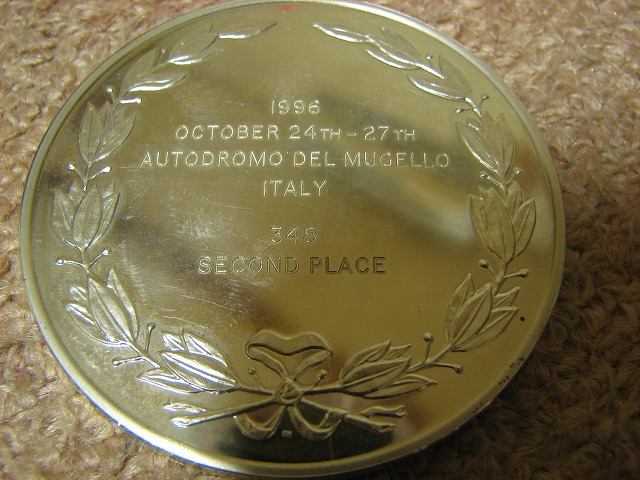 1996
OCTOBER 24TH - 27TH
AUTODROMO DEL MUGELLO
ITALY
348
SECOND PLACE